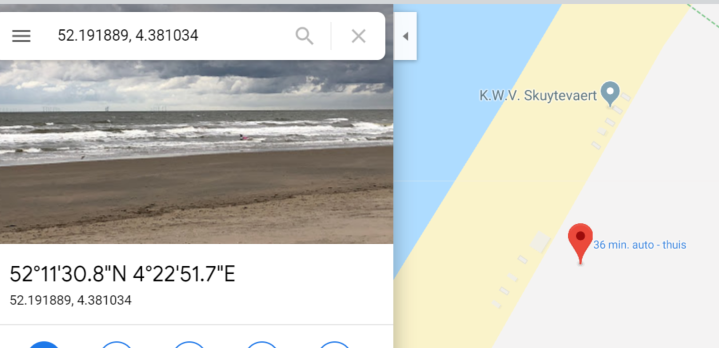 52.191889, 4.381034
K.W.V. Skuytevaert
36 min. auto - thuis
52°11'30.8"N 4°22'51.7"E
52.191889, 4.381034